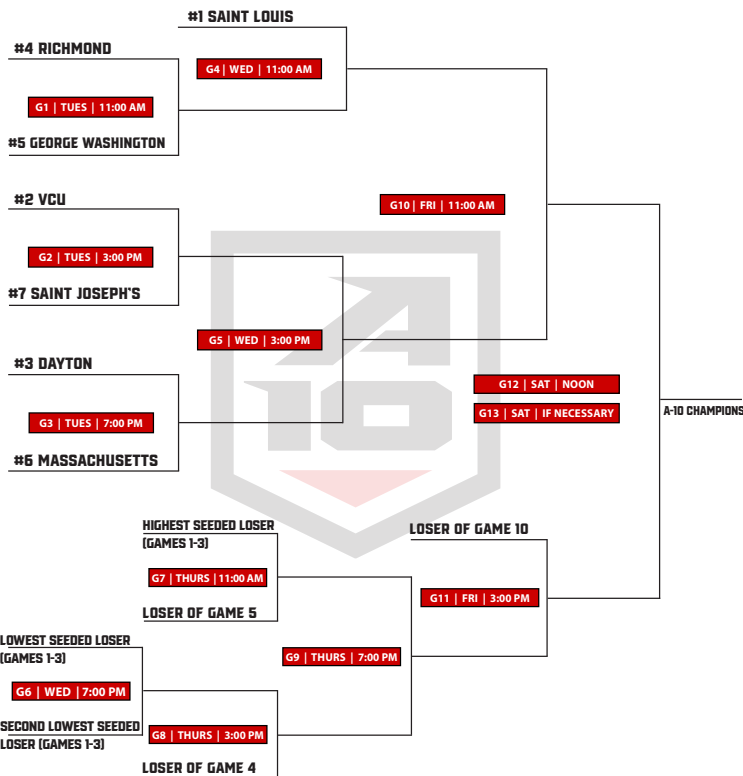 #1 SAINT LOUIS
#4 RICHMOND
G4 | WED | 11:00 AM
G1 | TUES | 11:00 AM
#5 GEORGE WASHINGTON
#2 VCU
G10 | FRI | 11:00 AM
G2 | TUES | 3:00 PM
#7 SAINT JOSEPH'S
G5 | WED | 3:00 PM
#3 DAYTON
G12 | SAT | NOON
G13 | SAT | IF NECESSARY
A-10 CHAMPIONS
G3 | TUES | 7:00 PM
#6 MASSACHUSETTS
A
10
HIGHEST SEEDED LOSER
(GAMES 1-3)
LOSER OF GAME 10
G7 | THURS | 11:00 AM
G11 | FRI | 3:00 PM
LOSER OF GAME 5
LOWEST SEEDED LOSER
(GAMES 1-3)
G9 | THURS | 7:00 PM
G6 | WED | 7:00 PM
SECOND LOWEST SEEDED
LOSER (GAMES 1-3)
G8 | THURS | 3:00 PM
LOSER OF GAME 4